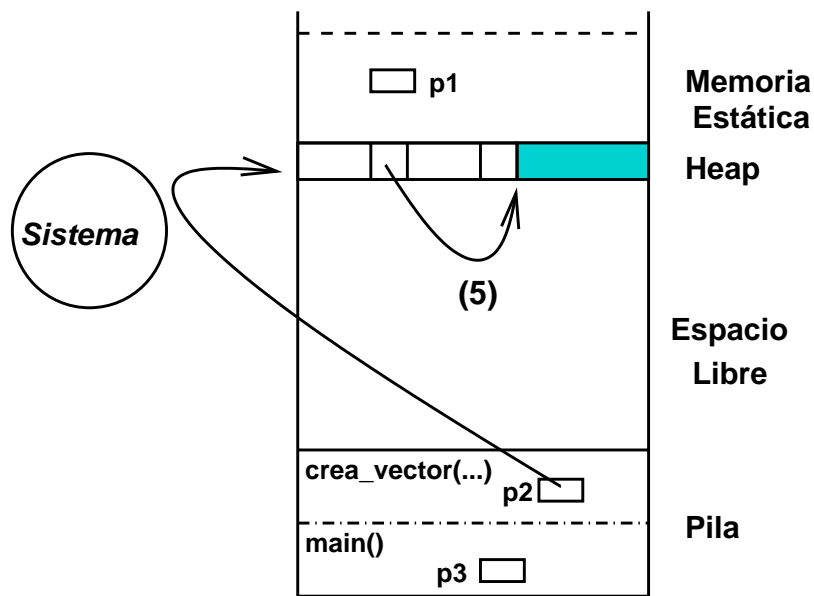 p1
Memoria
Estática
Heap
Sistema
(5)
Espacio
Libre
crea_vector(...)
p2
Pila
main()
p3